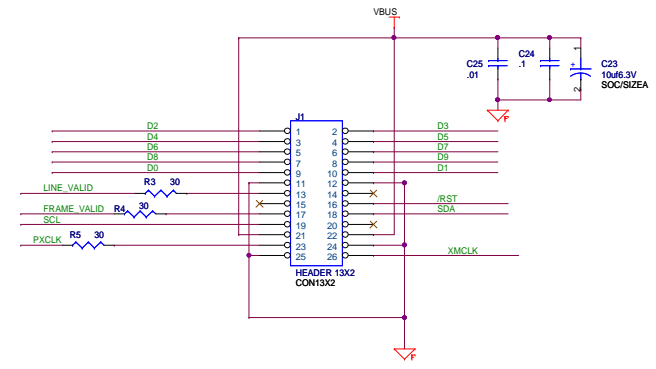 VBUS
C25
.01
C24
.1
1
+
2
C23
10uf6.3V
SOC/SIZEA
F
J1
D2 1 2 D3
D4 3 4 D5
D6 5 6 D7
D8 7 8 D9
D0 9 10 D1
11 12
LINE_VALID R3 30 13 14
15 16 /RST
FRAME_VALID R4 30 17 18 SDA
SCL 19 20
21 22
PXCLK R5 30 23 24
25 26 XMCLK
HEADER 13X2
CON13X2
F